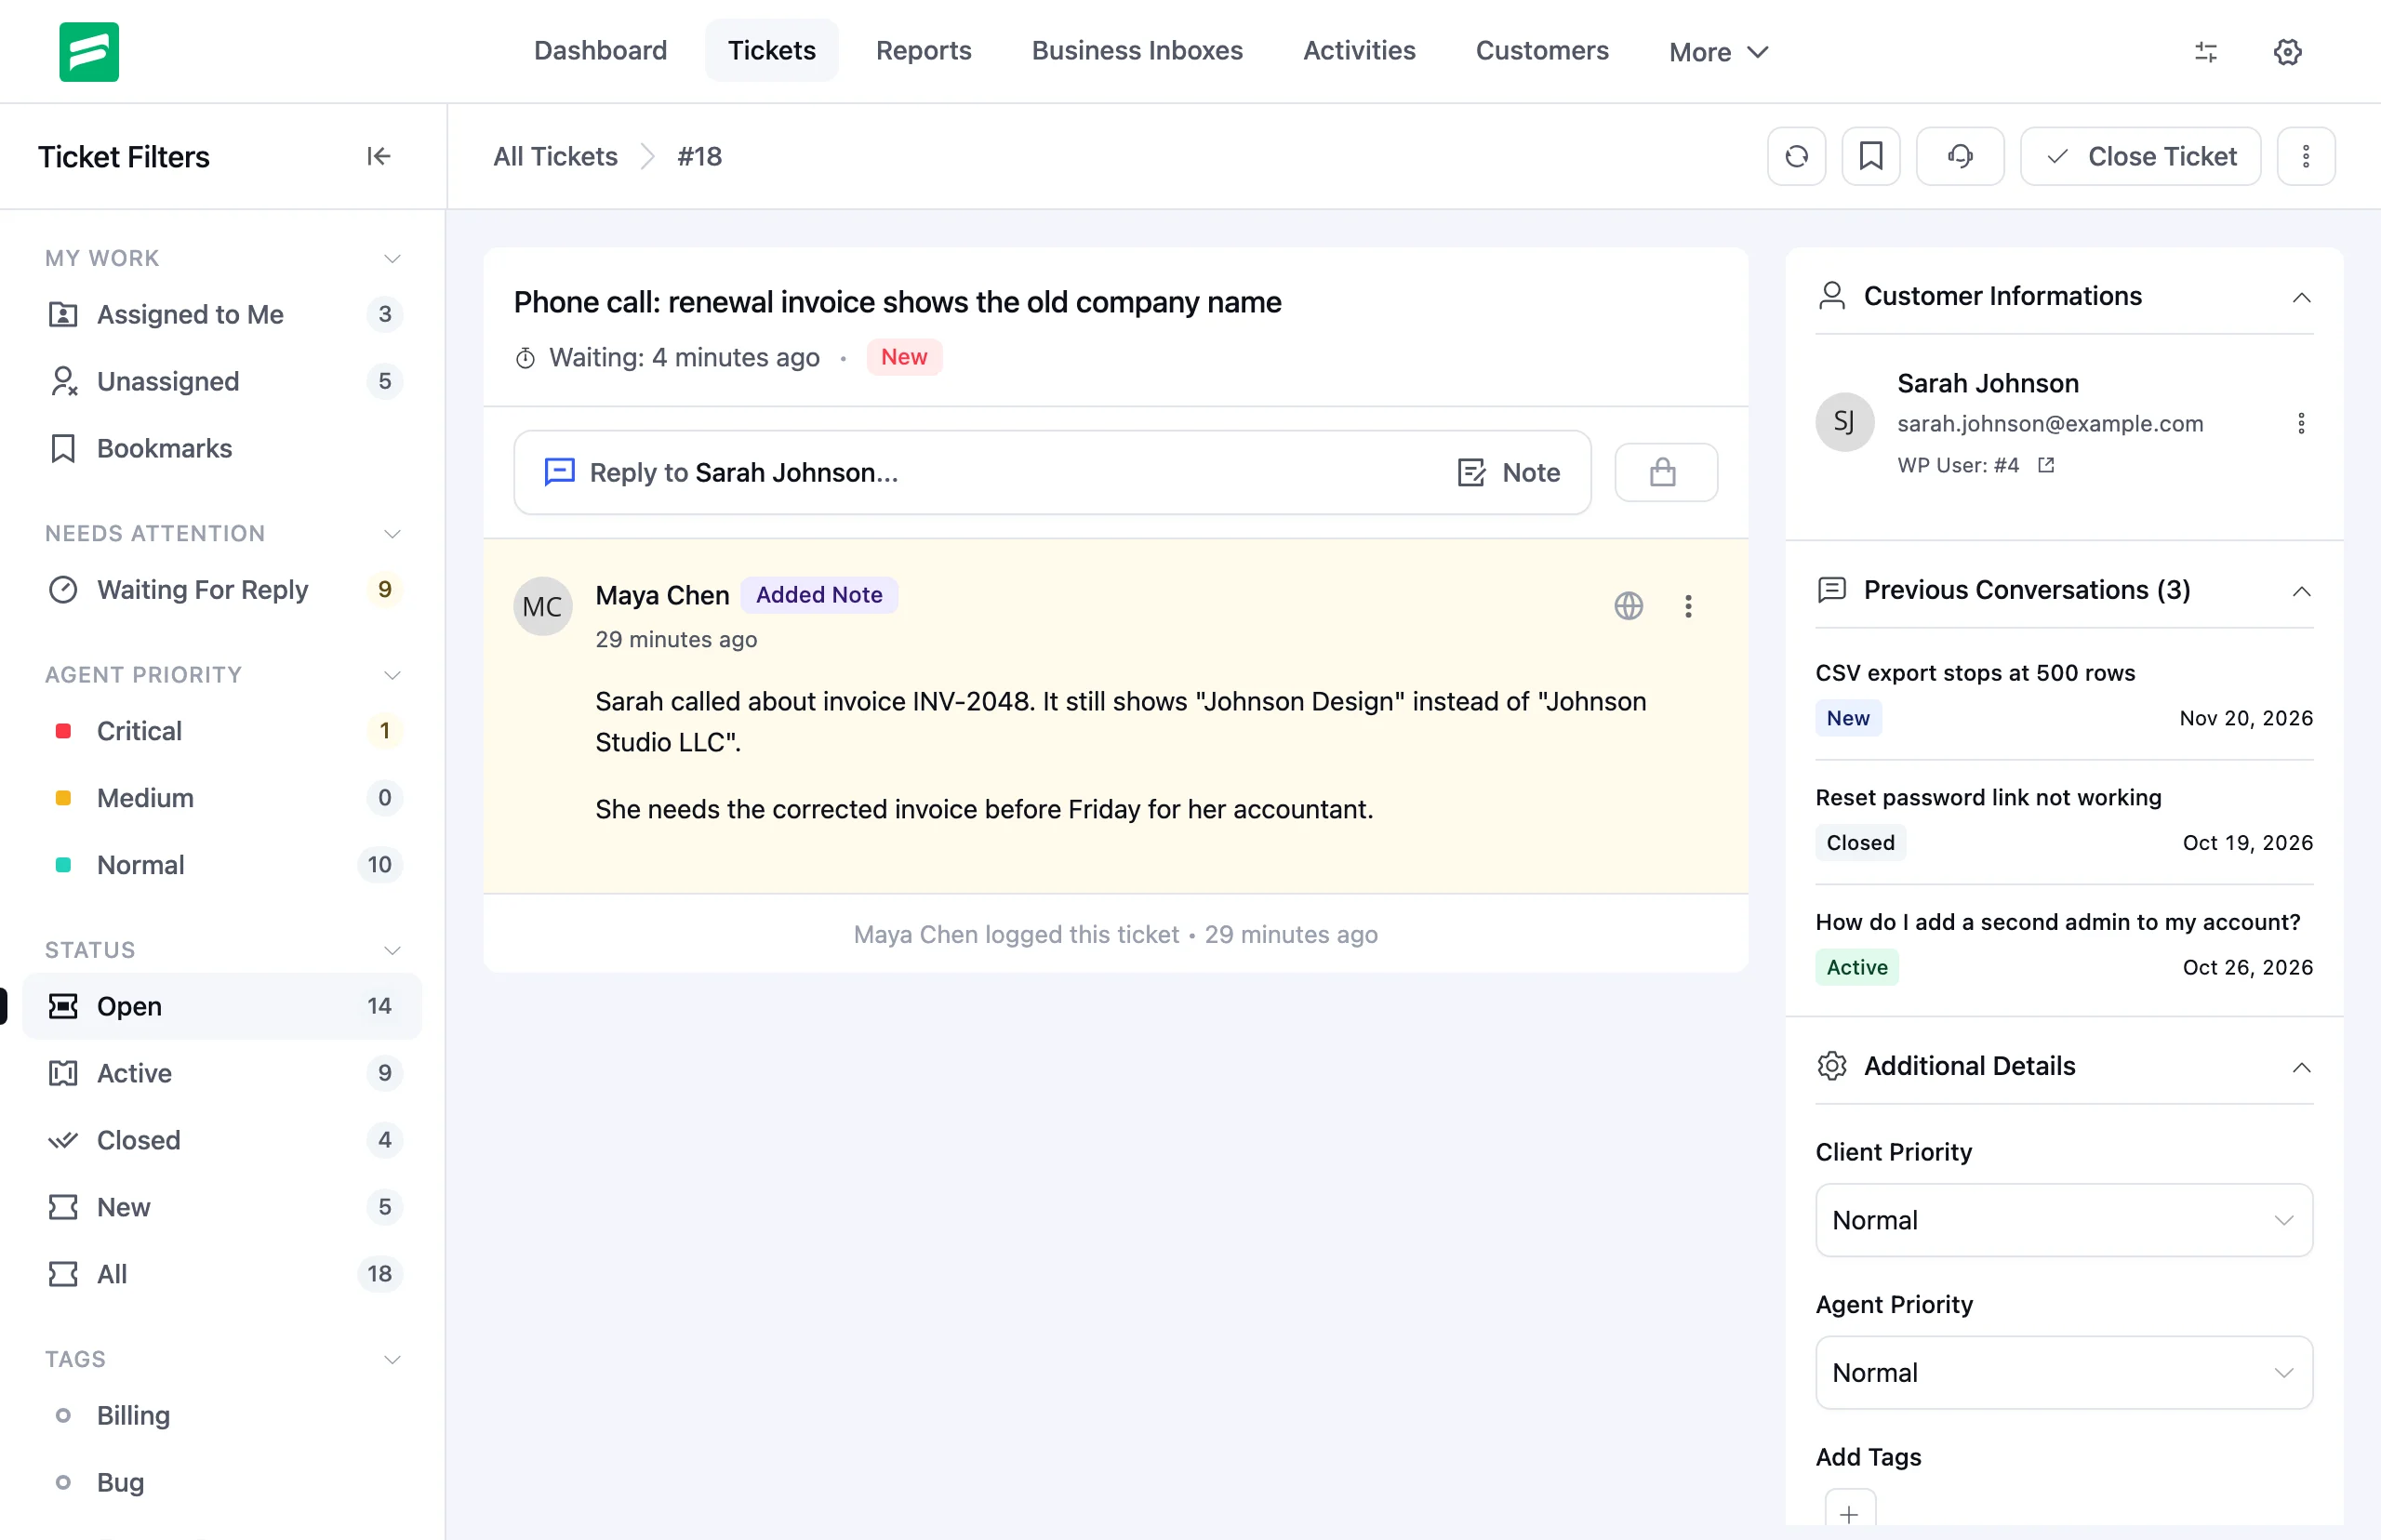 Dashboard
Tickets
Reports
Business Inboxes
Activities
Customers
More
Ticket Filters
All Tickets
#18
Close Ticket
MY WORK
Assigned to Me 3
Unassigned 5
Bookmarks
NEEDS ATTENTION
Waiting For Reply 9
AGENT PRIORITY
Critical 1
Medium 0
Normal 10
STATUS
Open 14
Active 9
Closed 4
New 5
All 18
TAGS
Billing
Bug
Phone call: renewal invoice shows the old company name
Waiting: 4 minutes ago • New
Reply to Sarah Johnson...
Note
MC
Maya Chen Added Note
29 minutes ago
Sarah called about invoice INV-2048. It still shows "Johnson Design" instead of "Johnson
Studio LLC".
She needs the corrected invoice before Friday for her accountant.
Maya Chen logged this ticket • 29 minutes ago
Customer Informations
SJ
Sarah Johnson
sarah.johnson@example.com
WP User: #4
Previous Conversations (3)
CSV export stops at 500 rows
New Nov 20, 2026
Reset password link not working
Closed Oct 19, 2026
How do I add a second admin to my account?
Active Oct 26, 2026
Additional Details
Client Priority
Normal
Agent Priority
Normal
Add Tags